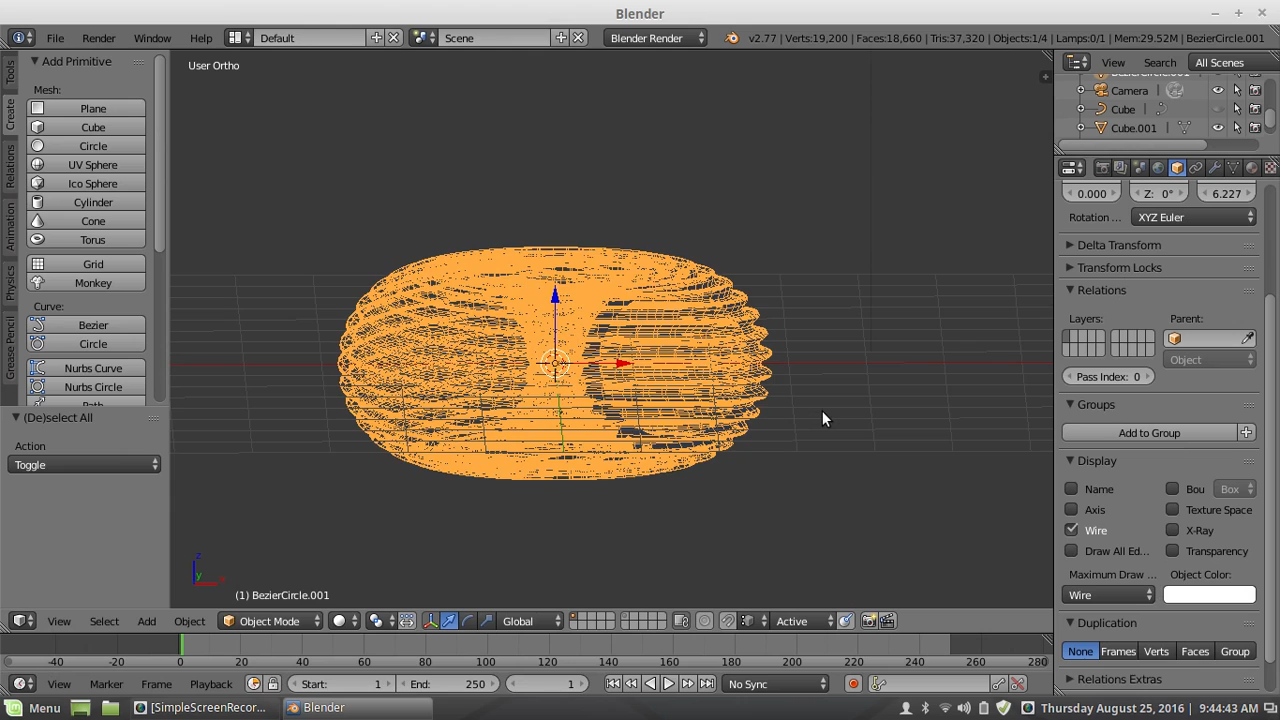 Blender
File Render Window Help Default Scene Blender Render v2.77 | Verts:19,200 | Faces:18,660 | Tris:37,320 | Objects:1/4 | Lamps:0/1 | Mem:29.52M | BezierCircle.001
Tools
Create
Relations
Animation
Physics
Grease Pencil
Add Primitive
Mesh:
Plane
Cube
Circle
UV Sphere
Ico Sphere
Cylinder
Cone
Torus
Grid
Monkey
Curve:
Bezier
Circle
Nurbs Curve
Nurbs Circle
Path
(De)select All
Action
Toggle
User Ortho
z
y
(1) BezierCircle.001
View Search All Scenes
BezierCircle.001
Camera
Cube
Cube.001
0.000 Z: 0° 6.227
Rotation ... XYZ Euler
Delta Transform
Transform Locks
Relations
Layers: Parent:
Object
Pass Index: 0
Groups
Add to Group
Display
Name Bou Box
Axis Texture Space
Wire X-Ray
Draw All Ed... Transparency
Maximum Draw ... Object Color:
Wire
Duplication
None Frames Verts Faces Group
Relations Extras
View Select Add Object Object Mode Global Active
-40 -20 0 20 40 60 80 100 120 140 160 180 200 220 240 260 280
View Marker Frame Playback Start: 1 End: 250 1 No Sync
Menu [SimpleScreenRecor... Blender Thursday August 25, 2016 9:44:43 AM